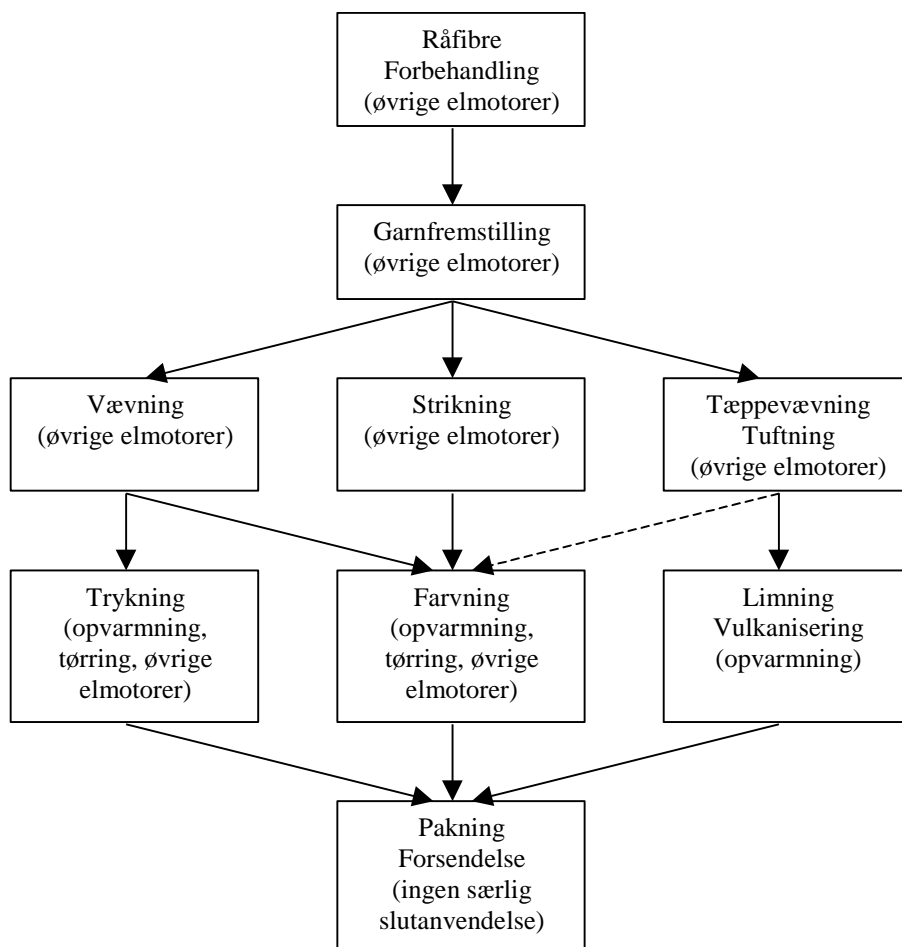 Råfibre
Forbehandling
(øvrige elmotorer)
Garnfremstilling
(øvrige elmotorer)
Vævning
(øvrige elmotorer)
Strikning
(øvrige elmotorer)
Tæppevævning
Tuftning
(øvrige elmotorer)
Trykning
(opvarmning,
tørring, øvrige
elmotorer)
Farvning
(opvarmning,
tørring, øvrige
elmotorer)
Limning
Vulkanisering
(opvarmning)
Pakning
Forsendelse
(ingen særlig
slutanvendelse)